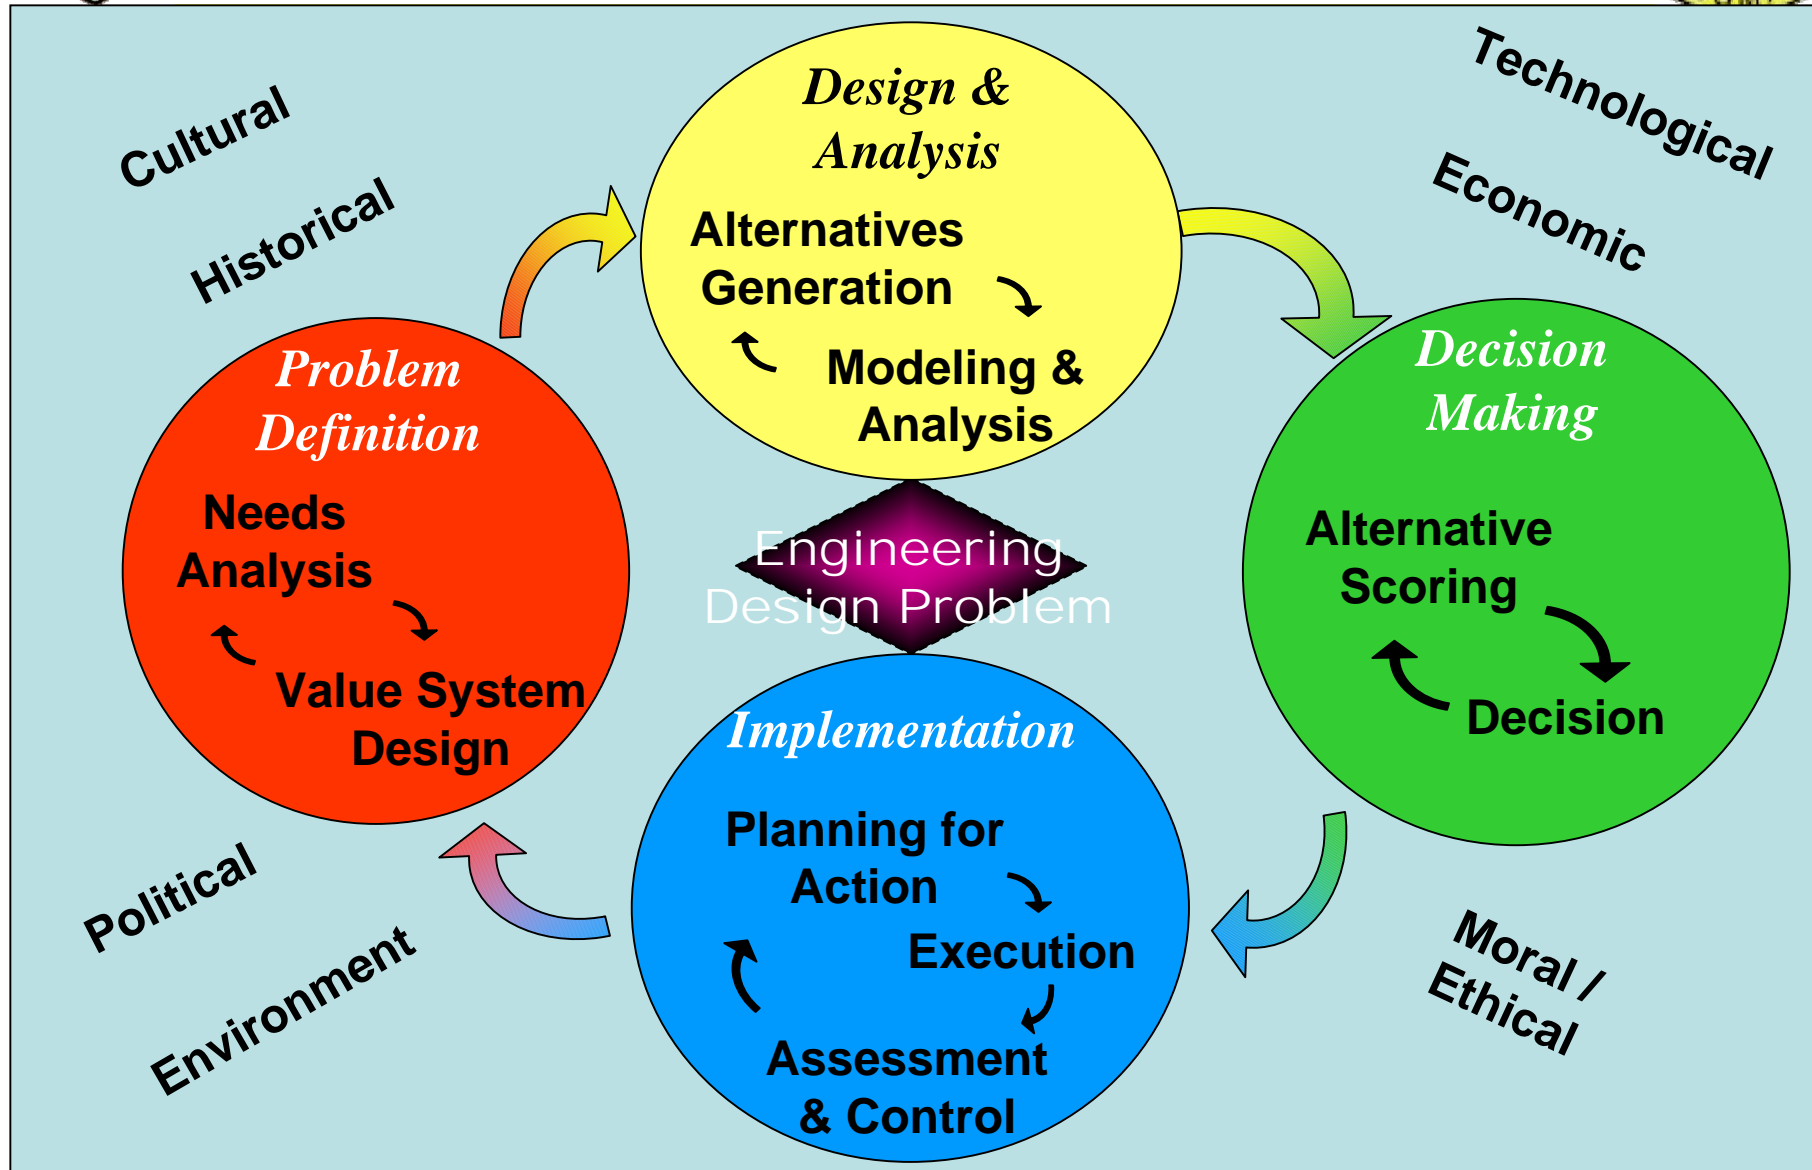 Cultural
Historical
Technological
Economic
Design &
Analysis
Alternatives
Generation
Modeling &
Analysis
Problem
Definition
Needs
Analysis
Value System
Design
Engineering
Design Problem
Decision
Making
Alternative
Scoring
Decision
Implementation
Planning for
Action
Execution
Assessment
& Control
Political
Environment
Moral /
Ethical